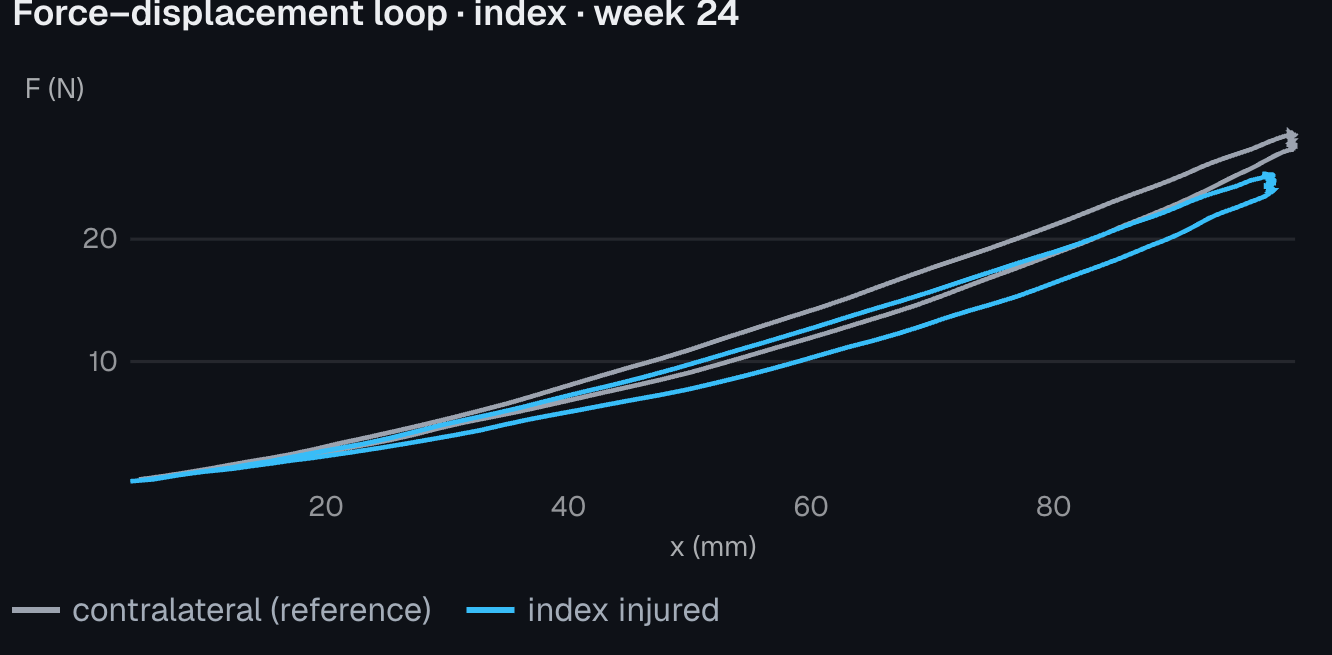 Force–displacement loop · index · week 24
F (N)
20
10
20 40 60 80
x (mm)
contralateral (reference) index injured